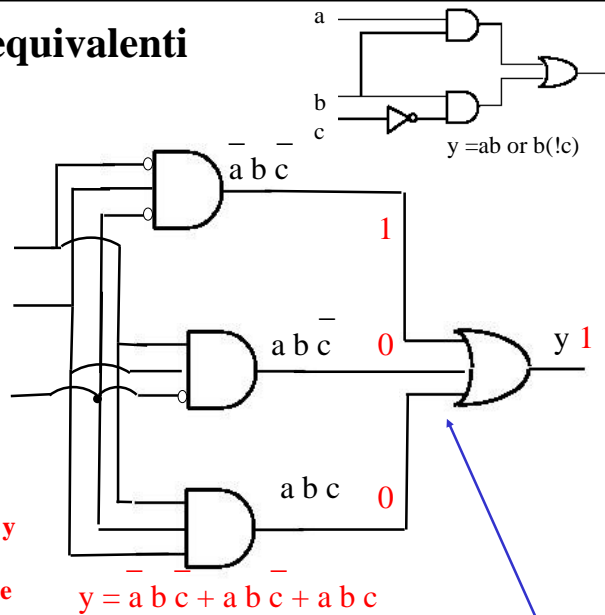 equivalenti
a
b
c
y =ab or b(!c)
a̅ b c̅
1
a b c̅
0
y 1
a b c
0
y
e
y = a̅ b c̅ + a b c̅ + a b c